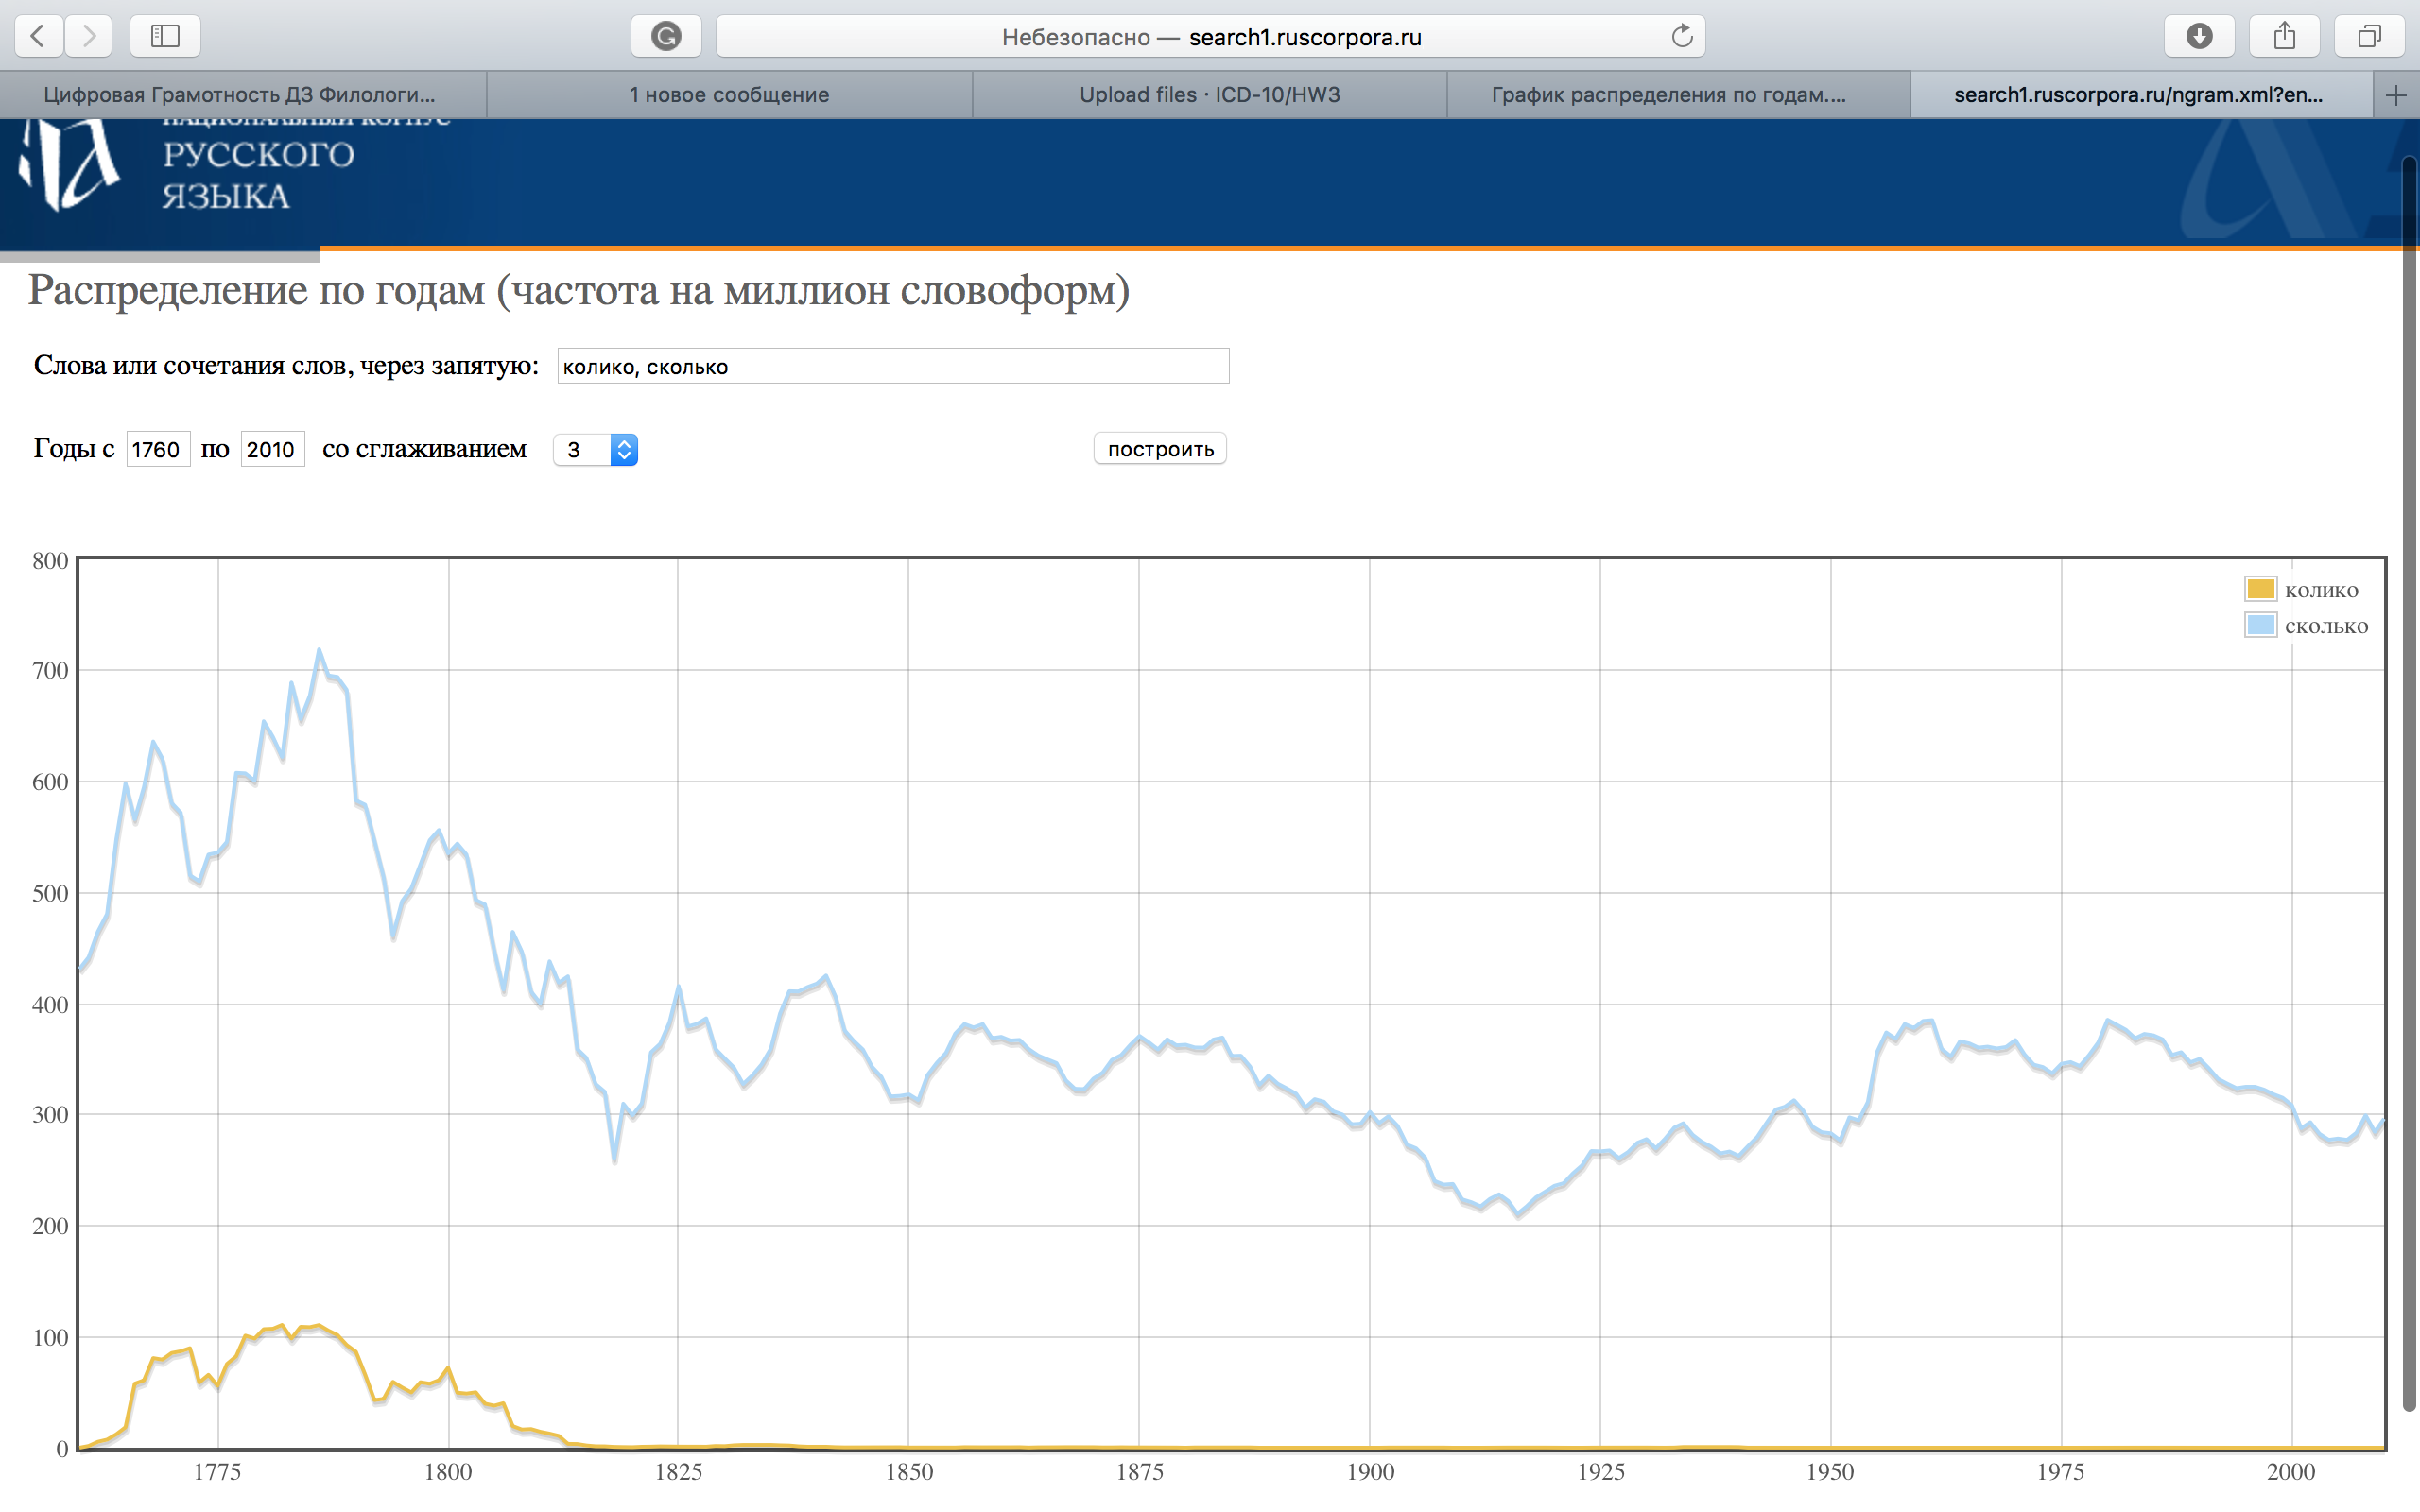 Небезопасно — search1.ruscorpora.ru
Цифровая Грамотность ДЗ Филологи...
1 новое сообщение
Upload files · ICD-10/HW3
График распределения по годам....
search1.ruscorpora.ru/ngram.xml?en...
НАЦИОНАЛЬНЫЙ КОРПУС
РУССКОГО
ЯЗЫКА
Распределение по годам (частота на миллион словоформ)
Слова или сочетания слов, через запятую: колико, сколько
Годы с 1760 по 2010 со сглаживанием 3 построить
800
700
600
500
400
300
200
100
0
колико
сколько
1775 1800 1825 1850 1875 1900 1925 1950 1975 2000